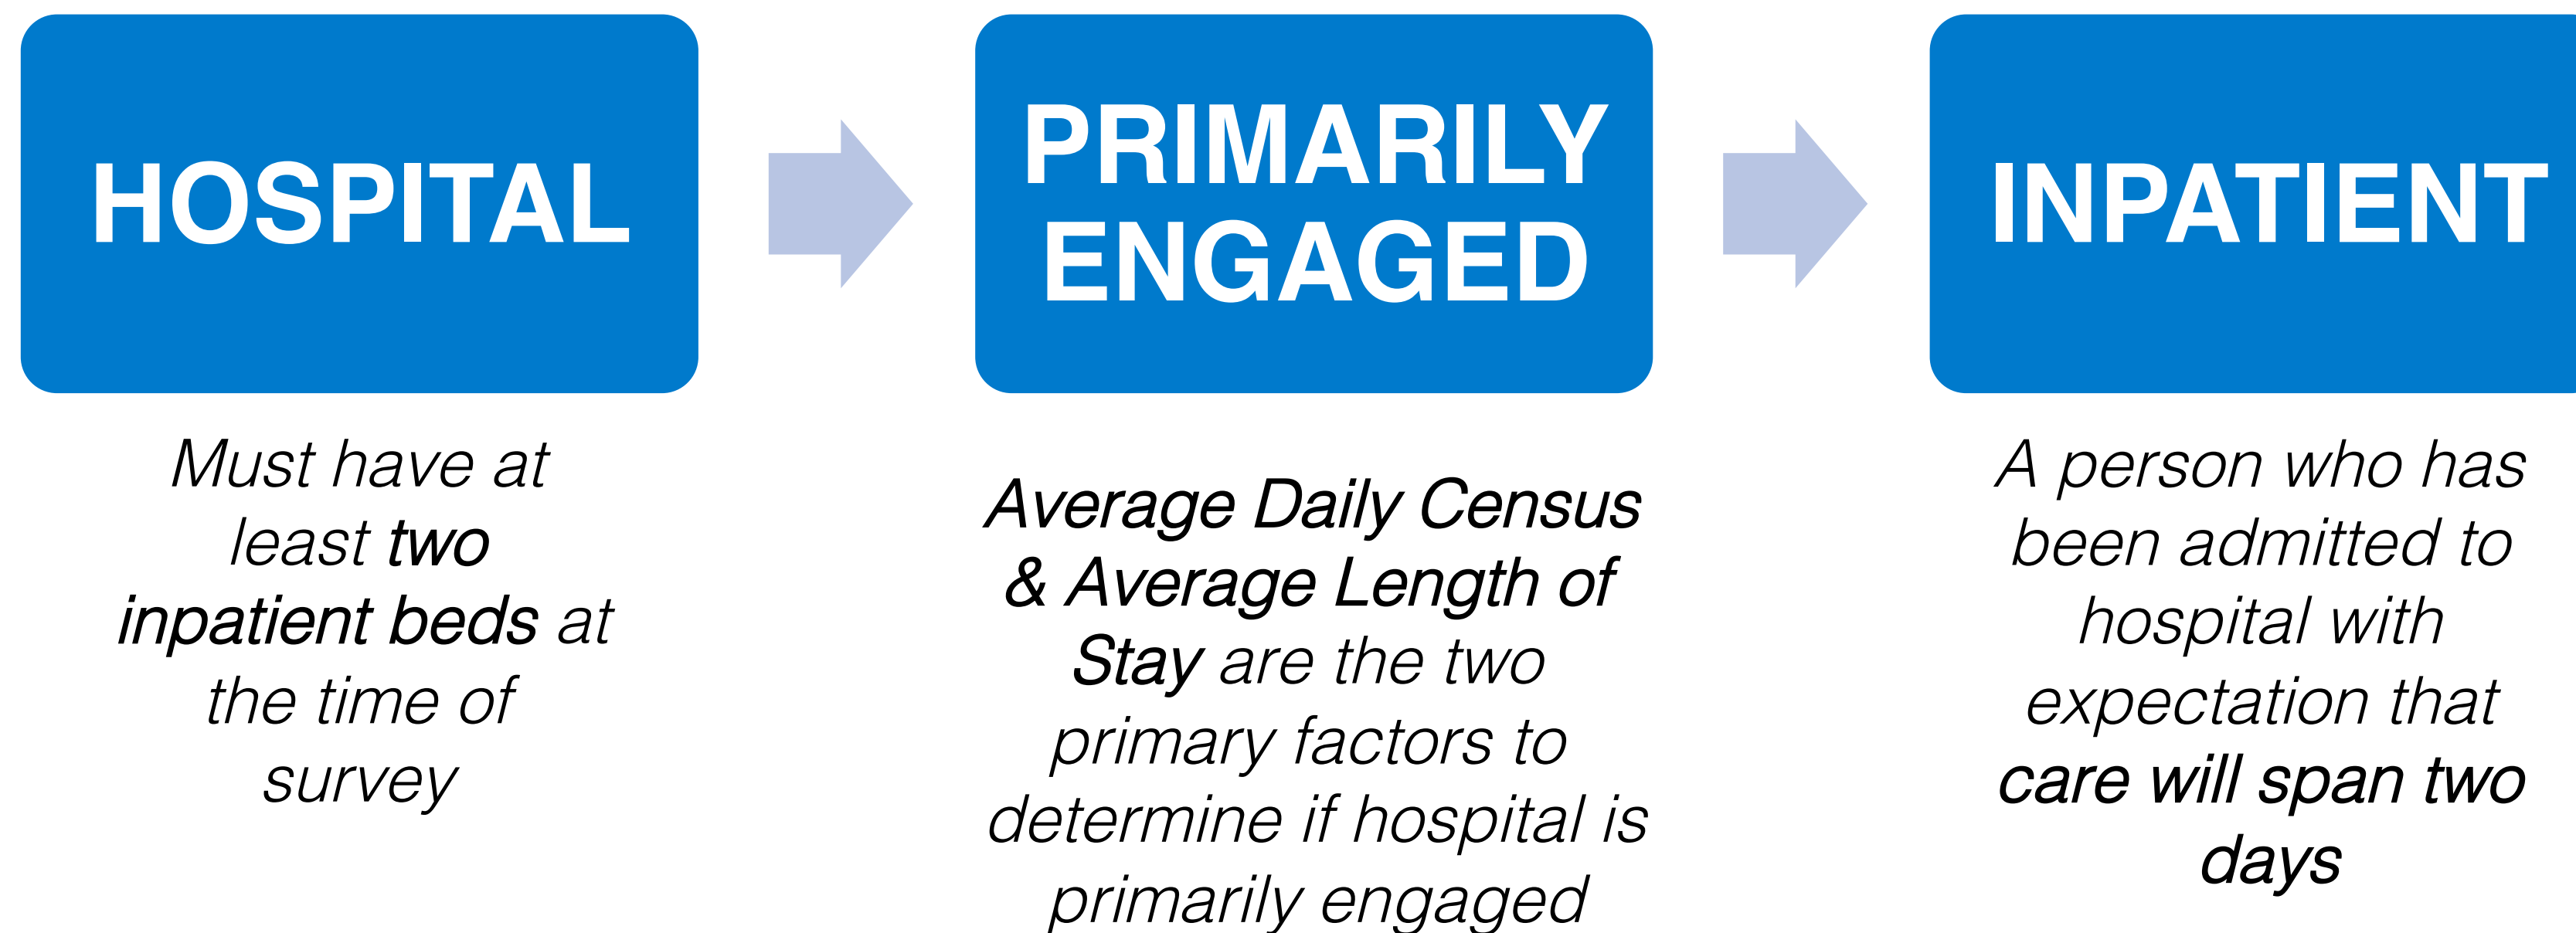 HOSPITAL
Must have at
least two
inpatient beds at
the time of
survey
PRIMARILY
ENGAGED
Average Daily Census
& Average Length of
Stay are the two
primary factors to
determine if hospital is
primarily engaged
INPATIENT
A person who has
been admitted to
hospital with
expectation that
care will span two
days